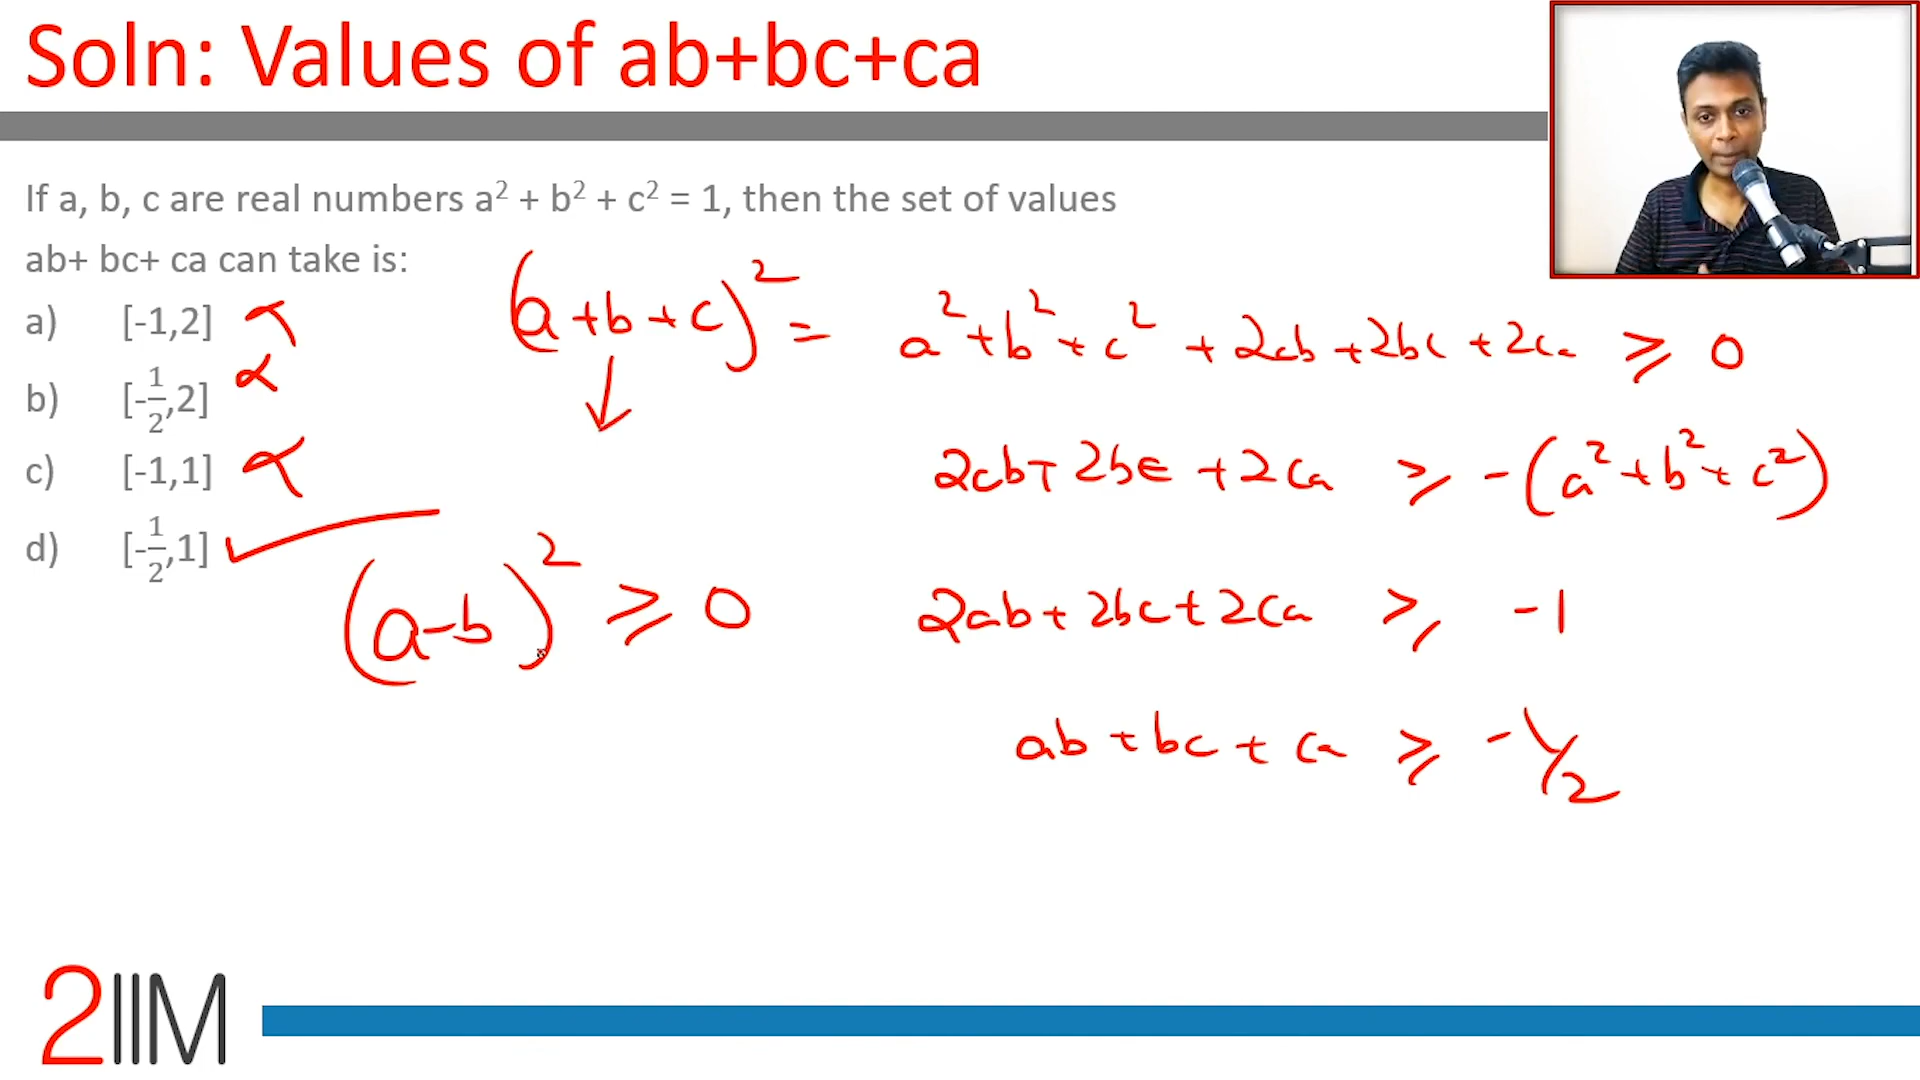 Soln: Values of ab+bc+ca
If a, b, c are real numbers a² + b² + c² = 1, then the set of values
ab+ bc+ ca can take is:
a) [-1,2]
b) [-1/2,2]
c) [-1,1]
d) [-1/2,1]
(a+b+c)² = a²+b²+c² + 2ab+2bc+2ca ≥ 0
2ab+2bc+2ca ≥ -(a²+b²+c²)
(a-b)² ≥ 0
2ab+2bc+2ca ≥ -1
ab+bc+ca ≥ -1/2
2IIM